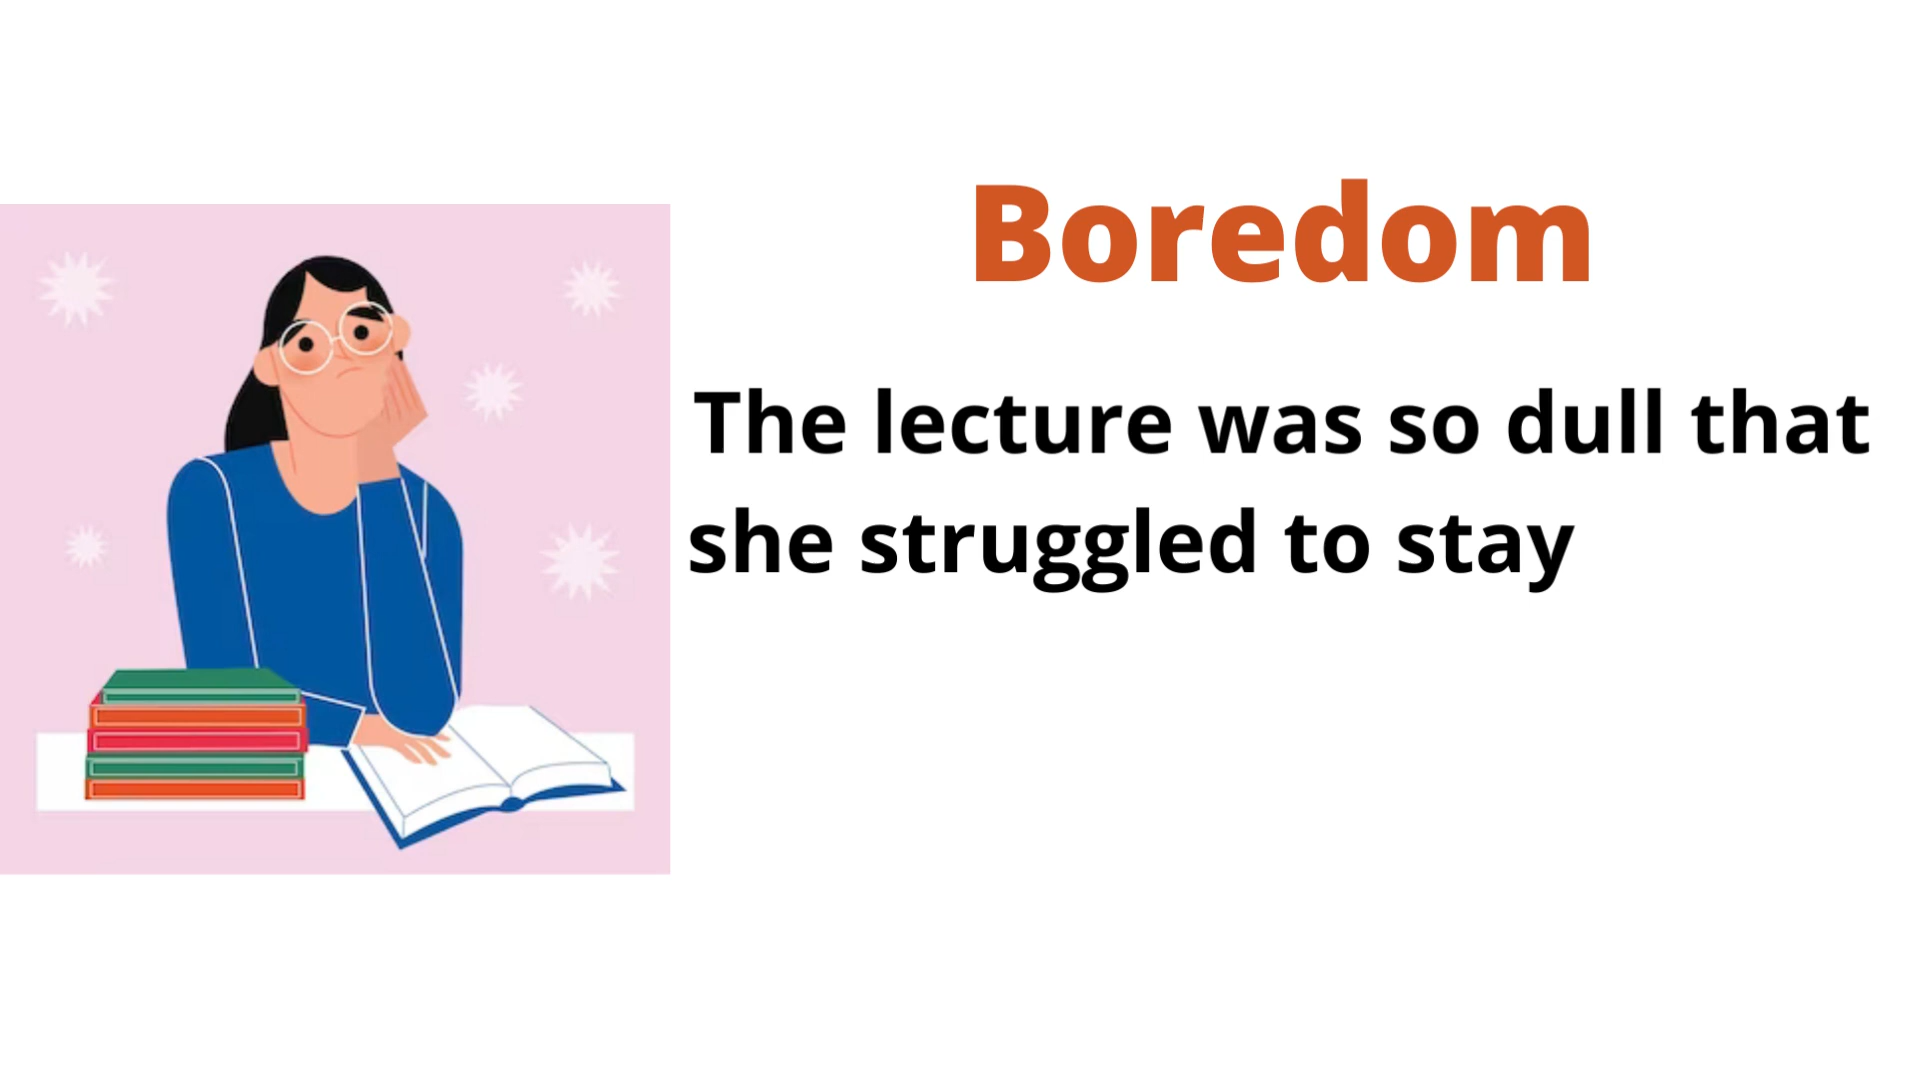 Boredom
The lecture was so dull that
she struggled to stay